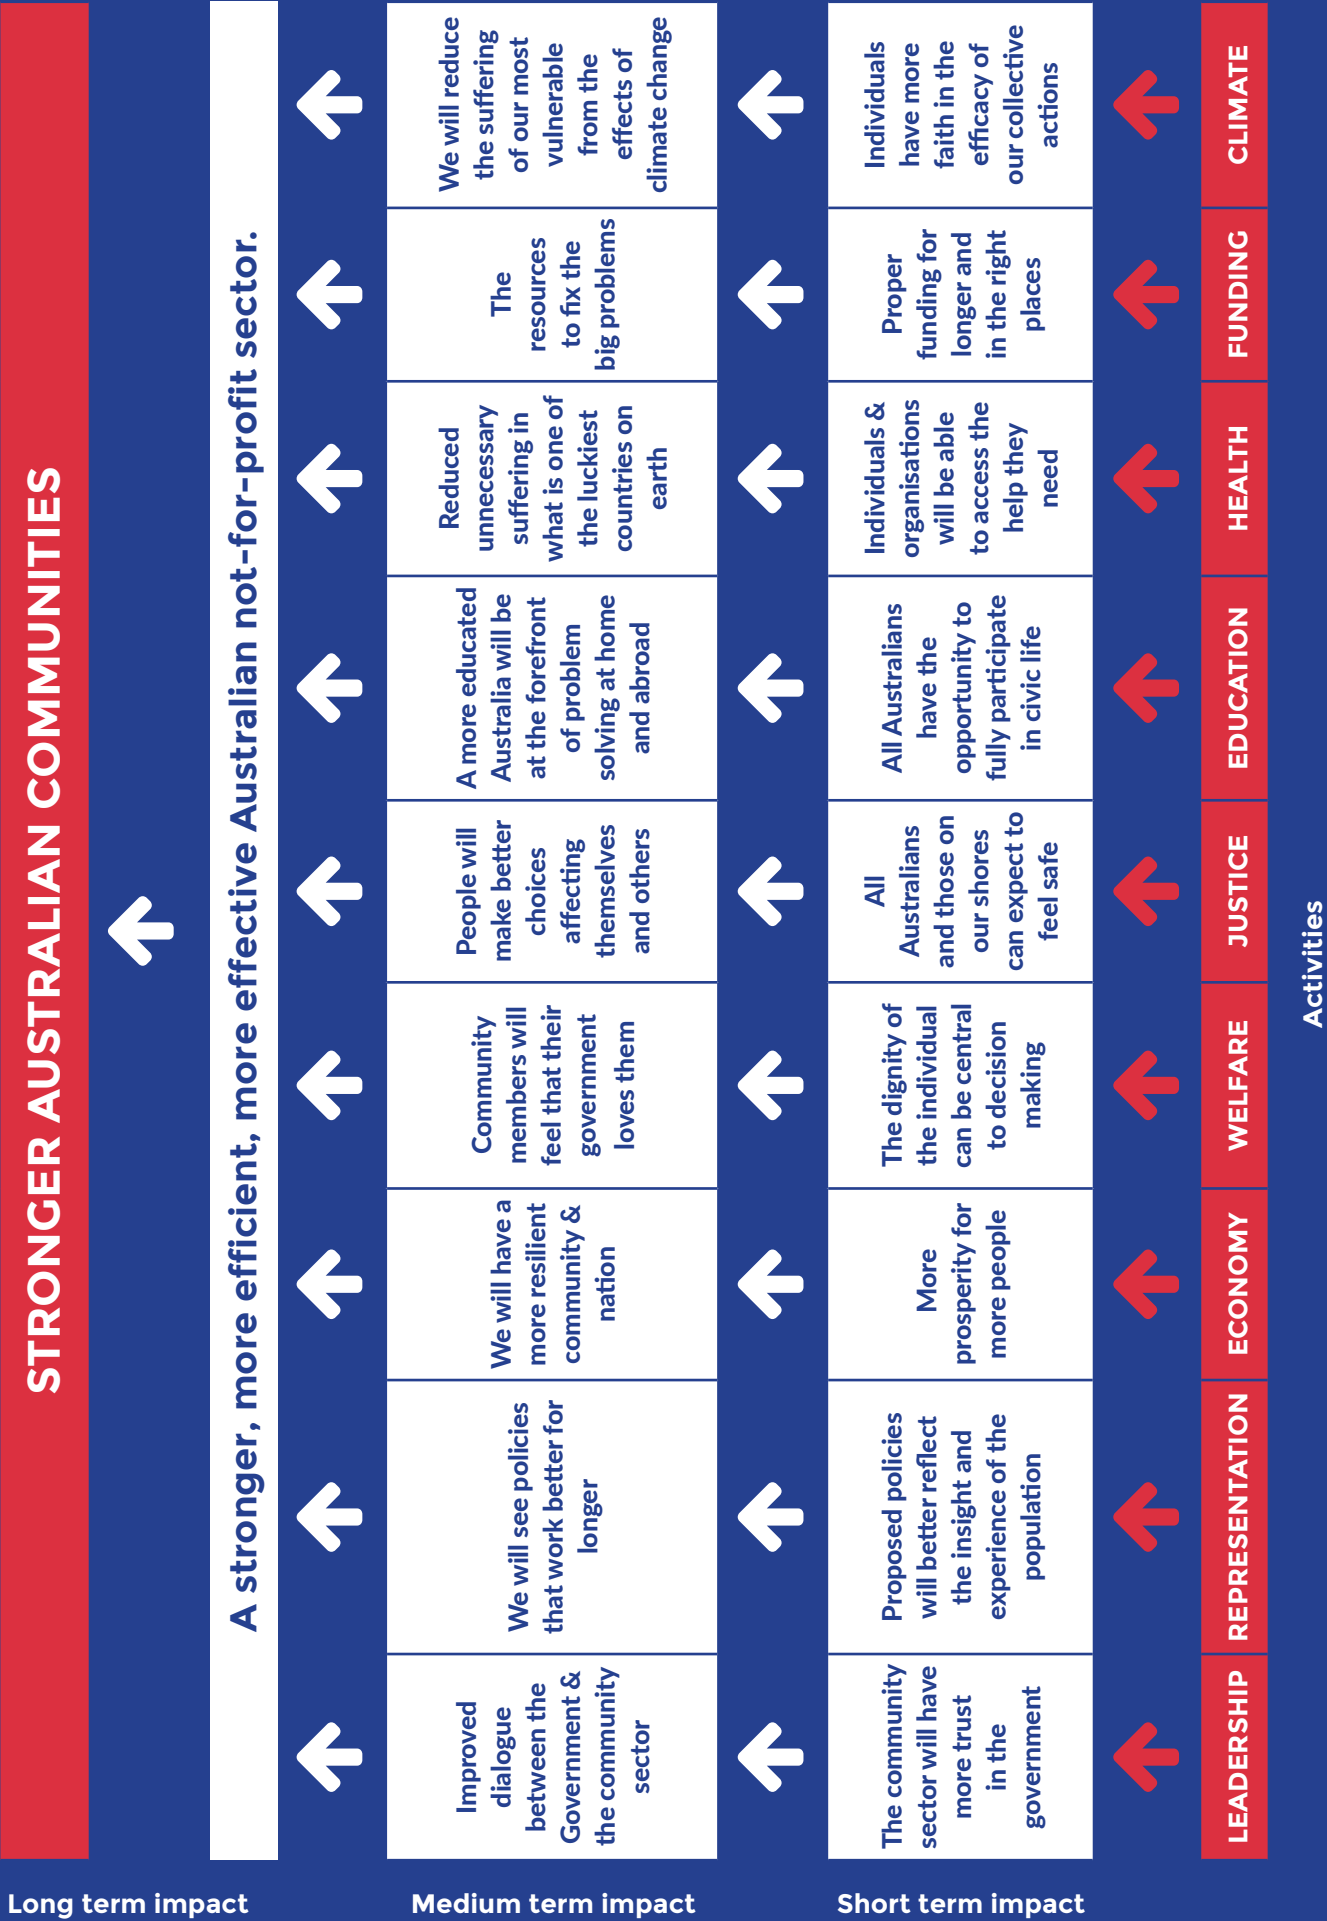 STRONGER AUSTRALIAN COMMUNITIES
A stronger, more efficient, more effective Australian not-for-profit sector.
Long term impact
Improved
dialogue
between the
Government &
the community
sector
We will see policies
that work better for
longer
We will have a
more resilient
community &
nation
Community
members will
feel that their
government
loves them
People will
make better
choices
affecting
themselves
and others
A more educated
Australia will be
at the forefront
of problem
solving at home
and abroad
Reduced
unnecessary
suffering in
what is one of
the luckiest
countries on
earth
The
resources
to fix the
big problems
We will reduce
the suffering
of our most
vulnerable
from the
effects of
climate change
Medium term impact
The community
sector will have
more trust
in the
government
Proposed policies
will better reflect
the insight and
experience of the
population
More
prosperity for
more people
The dignity of
the individual
can be central
to decision
making
All
Australians
and those on
our shores
can expect to
feel safe
All Australians
have the
opportunity to
fully participate
in civic life
Individuals &
organisations
will be able
to access the
help they
need
Proper
funding for
longer and
in the right
places
Individuals
have more
faith in the
efficacy of
our collective
actions
Short term impact
LEADERSHIP
REPRESENTATION
ECONOMY
WELFARE
JUSTICE
EDUCATION
HEALTH
FUNDING
CLIMATE
Activities